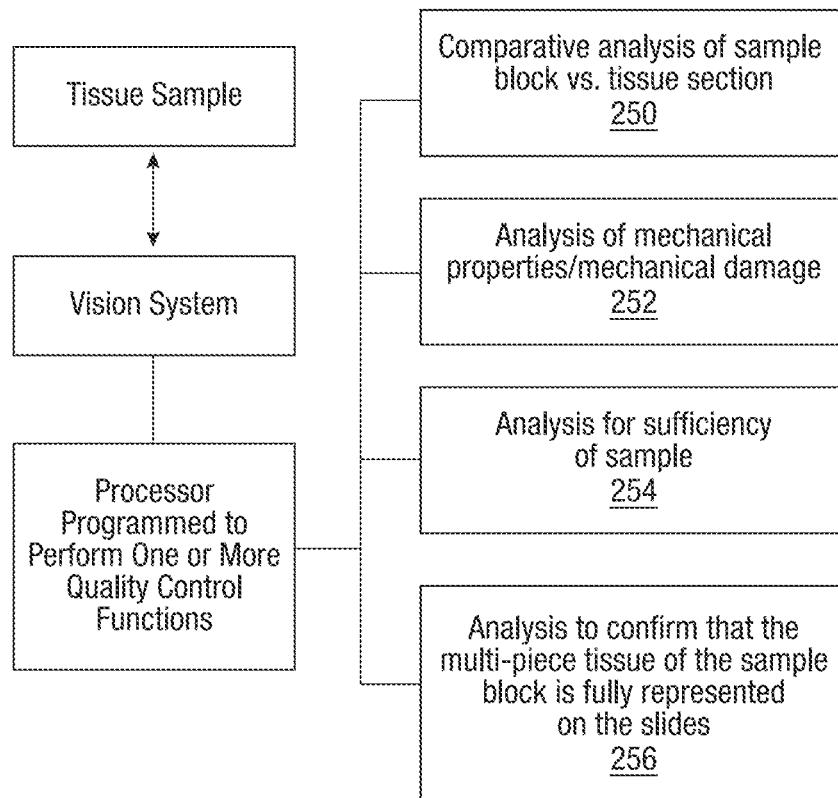 Tissue Sample
Vision System
Processor
Programmed to
Perform One or More
Quality Control
Functions
Comparative analysis of sample
block vs. tissue section
250
Analysis of mechanical
properties/mechanical damage
252
Analysis for sufficiency
of sample
254
Analysis to confirm that the
multi-piece tissue of the sample
block is fully represented
on the slides
256